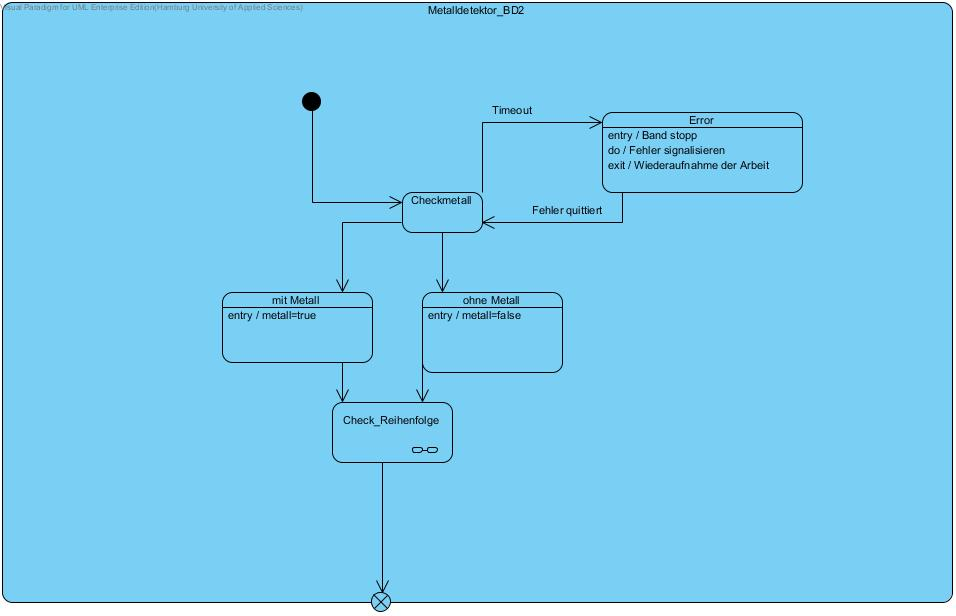 Visual Paradigm for UML Enterprise Edition(Hamburg University of Applied Sciences)
Metalldetektor_BD2
Timeout
Error
entry / Band stopp
do / Fehler signalisieren
exit / Wiederaufnahme der Arbeit
Checkmetall
Fehler quittiert
mit Metall
entry / metall=true
ohne Metall
entry / metall=false
Check_Reihenfolge